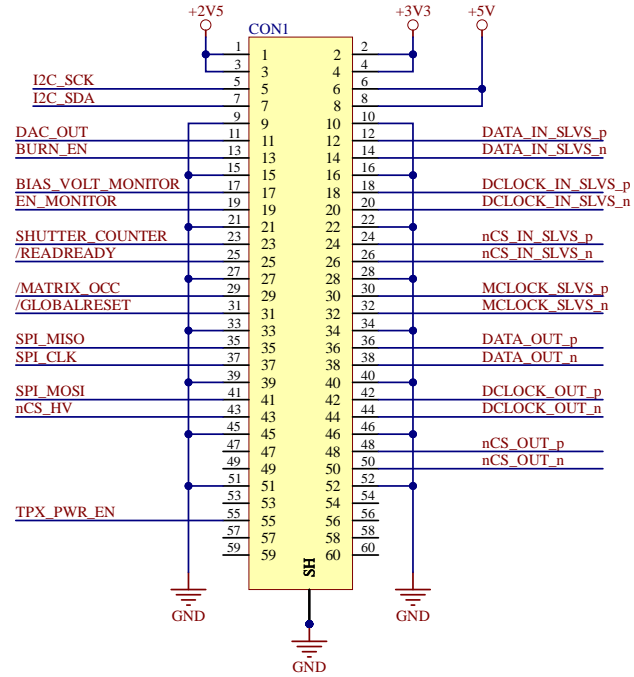 +2V5 +3V3 +5V
CON1
1 1 2 2
3 3 4 4
I2C_SCK 5 5 6 6
I2C_SDA 7 7 8 8
9 9 10 10
DAC_OUT 11 11 12 12 DATA_IN_SLVS_p
BURN_EN 13 13 14 14 DATA_IN_SLVS_n
15 15 16 16
BIAS_VOLT_MONITOR 17 17 18 18 DCLOCK_IN_SLVS_p
EN_MONITOR 19 19 20 20 DCLOCK_IN_SLVS_n
21 21 22 22
SHUTTER_COUNTER 23 23 24 24 nCS_IN_SLVS_p
/READREADY 25 25 26 26 nCS_IN_SLVS_n
27 27 28 28
/MATRIX_OCC 29 29 30 30 MCLOCK_SLVS_p
/GLOBALRESET 31 31 32 32 MCLOCK_SLVS_n
33 33 34 34
SPI_MISO 35 35 36 36 DATA_OUT_p
SPI_CLK 37 37 38 38 DATA_OUT_n
39 39 40 40
SPI_MOSI 41 41 42 42 DCLOCK_OUT_p
nCS_HV 43 43 44 44 DCLOCK_OUT_n
45 45 46 46
47 47 48 48 nCS_OUT_p
49 49 50 50 nCS_OUT_n
51 51 52 52
53 53 54 54
TPX_PWR_EN 55 55 56 56
57 57 58 58
59 59 60 60
SH
GND GND
GND